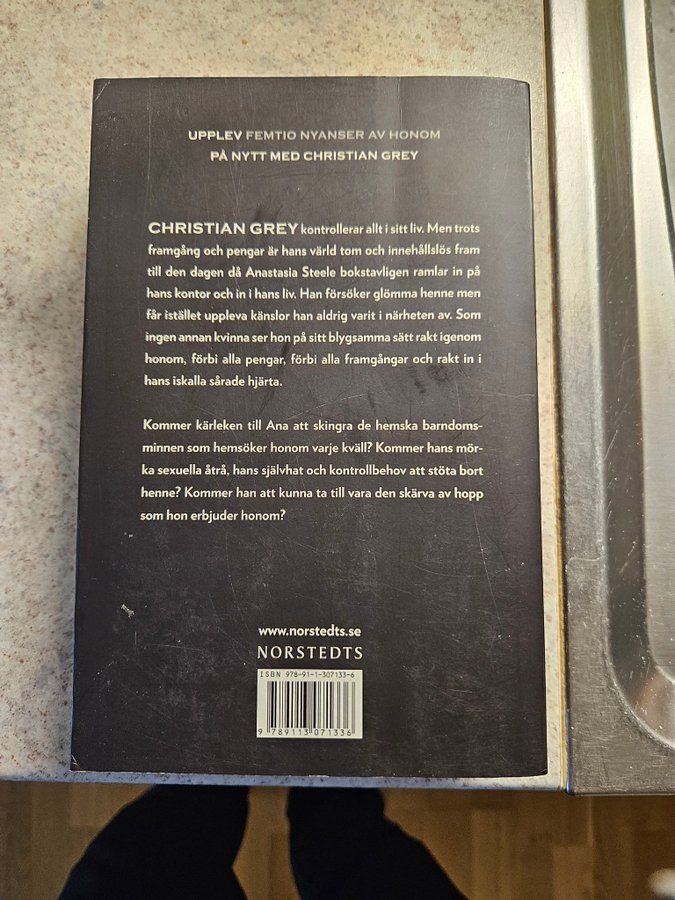 UPPLEV FEMTIO NYANSER AV HONOM
PÅ NYTT MED CHRISTIAN GREY
CHRISTIAN GREY kontrollerar allt i sitt liv. Men trots
framgång och pengar är hans värld tom och innehållslös fram
till den dagen då Anastasia Steele bokstavligen ramlar in på
hans kontor och in i hans liv. Han försöker glömma henne men
får istället uppleva känslor han aldrig varit i närheten av. Som
ingen annan kvinna ser hon på sitt blygsamma sätt rakt igenom
honom, förbi alla pengar, förbi alla framgångar och rakt in i
hans iskalla sårade hjärta.
Kommer kärleken till Ana att skingra de hemska barndoms-
minnen som hemsöker honom varje kväll? Kommer hans mör-
ka sexuella åtrå, hans självhat och kontrollbehov att stöta bort
henne? Kommer han att kunna ta till vara den skärva av hopp
som hon erbjuder honom?
www.norstedts.se
NORSTEDTS
ISBN 978-91-1-307133-6
9 789113 071336